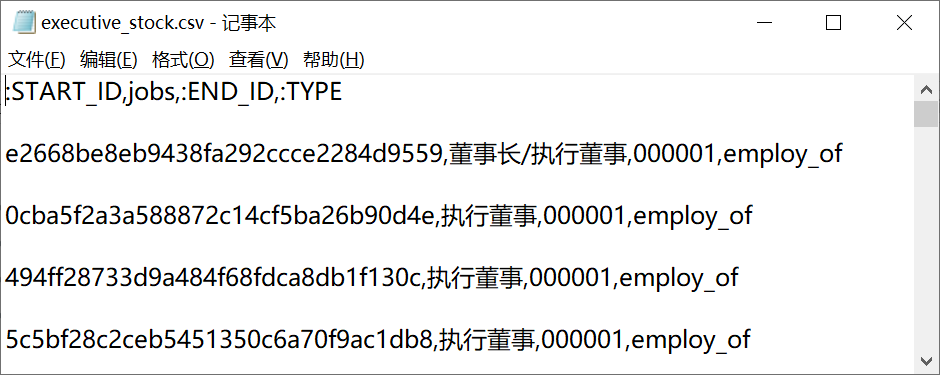 executive_stock.csv - 记事本
文件(F) 编辑(E) 格式(O) 查看(V) 帮助(H)
:START_ID,jobs,:END_ID,:TYPE
e2668be8eb9438fa292ccce2284d9559,董事长/执行董事,000001,employ_of
0cba5f2a3a588872c14cf5ba26b90d4e,执行董事,000001,employ_of
494ff28733d9a484f68fdca8db1f130c,执行董事,000001,employ_of
5c5bf28c2ceb5451350c6a70f9ac1db8,执行董事,000001,employ_of